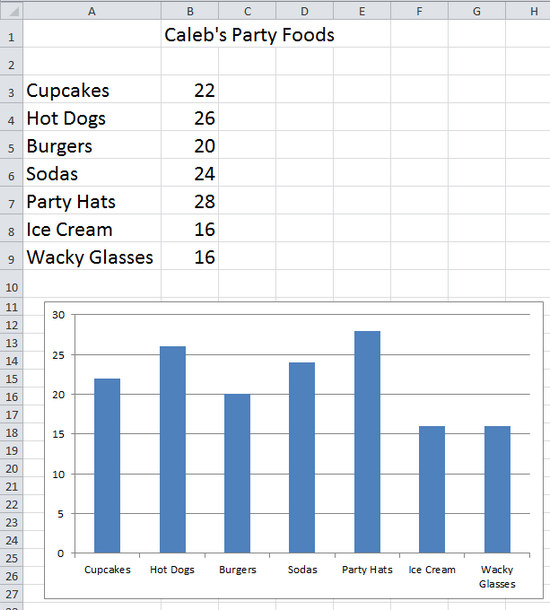 A B C D E F G H
1 Caleb's Party Foods
2
3 Cupcakes 22
4 Hot Dogs 26
5 Burgers 20
6 Sodas 24
7 Party Hats 28
8 Ice Cream 16
9 Wacky Glasses 16
10
11
12 30
13
14 25
15
16 20
17
18 15
19
20
21 10
22
23 5
24
25 0
26 Cupcakes Hot Dogs Burgers Sodas Party Hats Ice Cream Wacky
27 Glasses